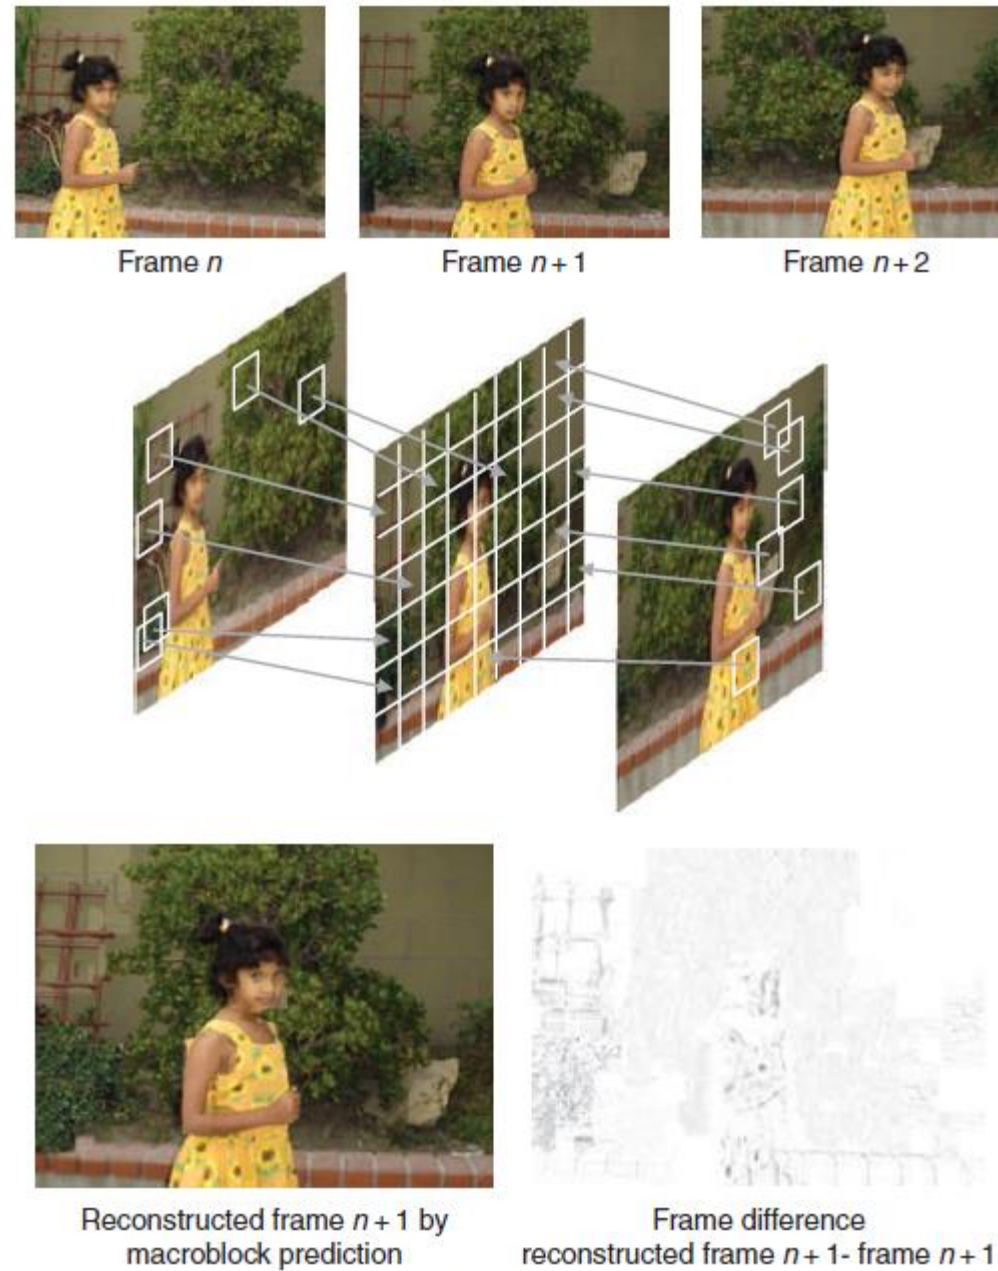 Frame n
Frame n + 1
Frame n + 2
Reconstructed frame n + 1 by
macroblock prediction
Frame difference
reconstructed frame n + 1- frame n + 1